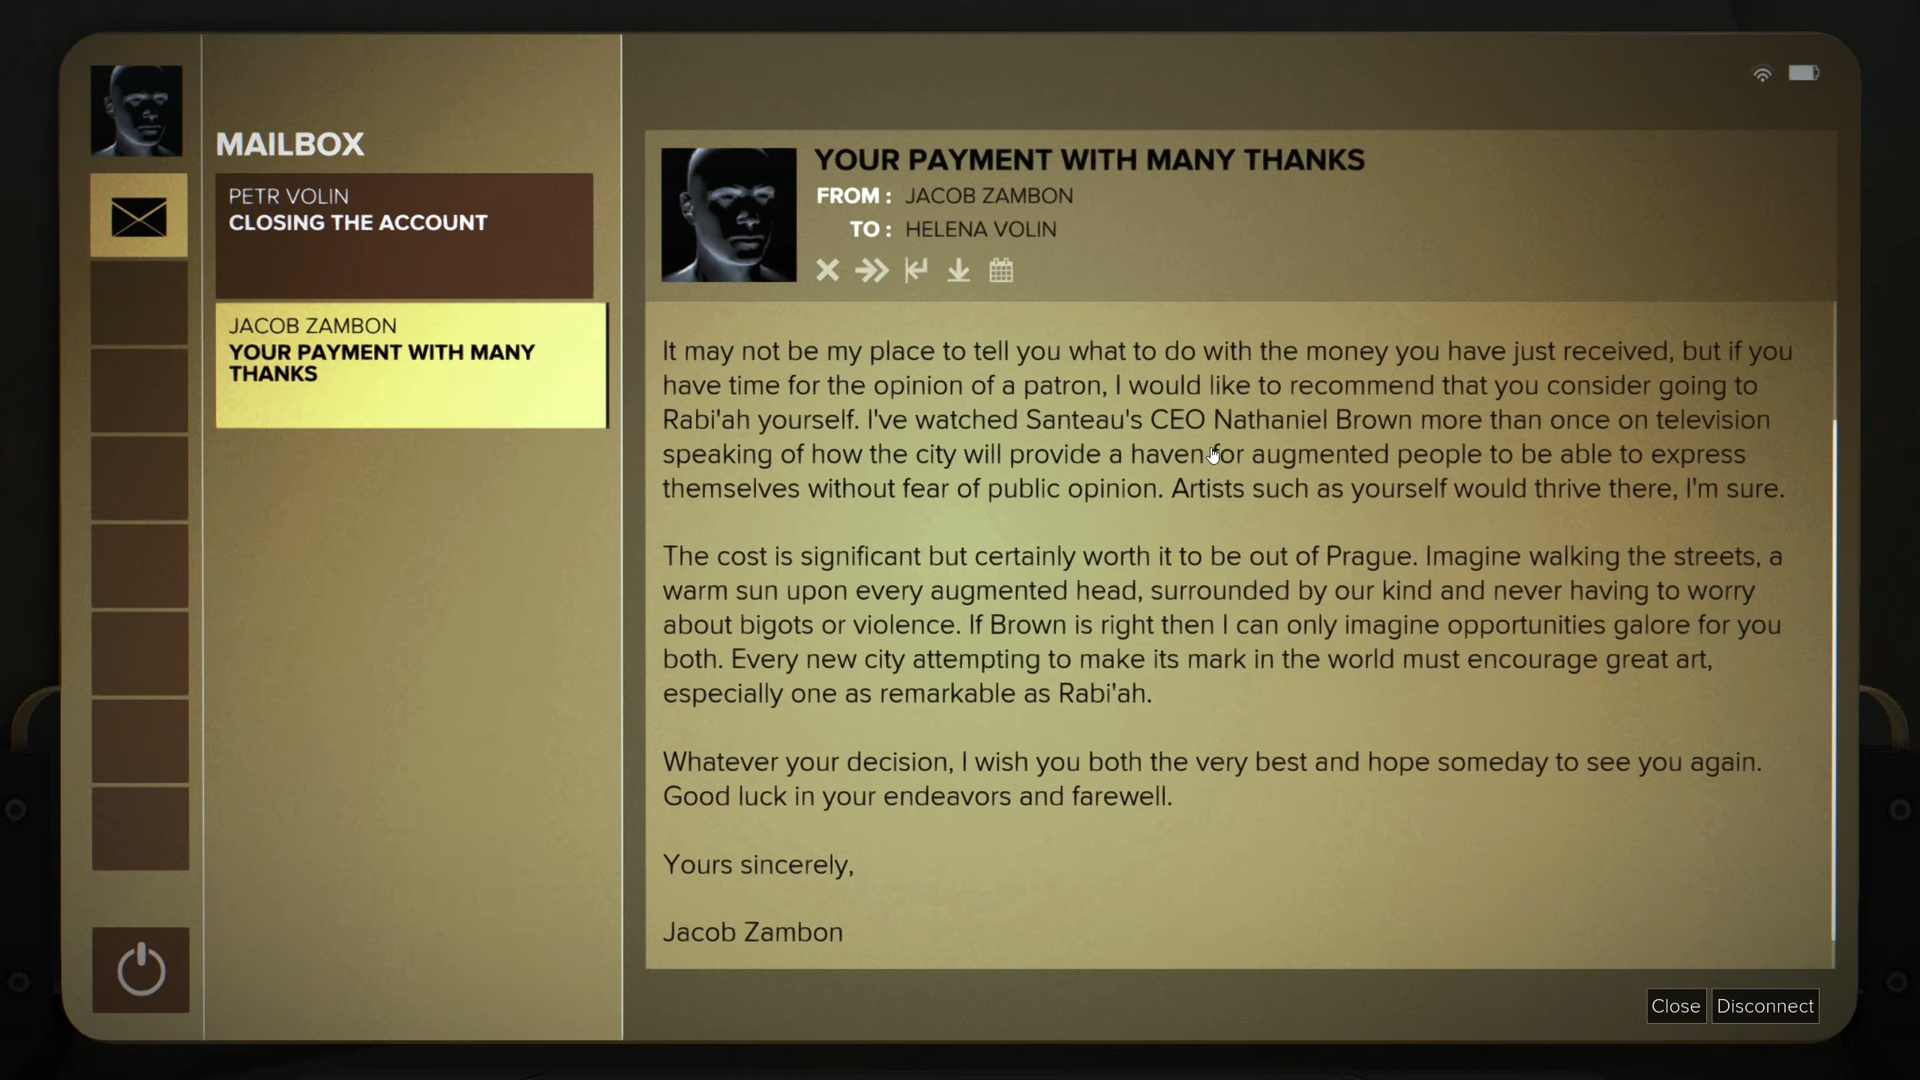 MAILBOX
PETR VOLIN
CLOSING THE ACCOUNT
JACOB ZAMBON
YOUR PAYMENT WITH MANY
THANKS
YOUR PAYMENT WITH MANY THANKS
FROM : JACOB ZAMBON
TO : HELENA VOLIN
It may not be my place to tell you what to do with the money you have just received, but if you
have time for the opinion of a patron, I would like to recommend that you consider going to
Rabi'ah yourself. I've watched Santeau's CEO Nathaniel Brown more than once on television
speaking of how the city will provide a haven for augmented people to be able to express
themselves without fear of public opinion. Artists such as yourself would thrive there, I'm sure.
The cost is significant but certainly worth it to be out of Prague. Imagine walking the streets, a
warm sun upon every augmented head, surrounded by our kind and never having to worry
about bigots or violence. If Brown is right then I can only imagine opportunities galore for you
both. Every new city attempting to make its mark in the world must encourage great art,
especially one as remarkable as Rabi'ah.
Whatever your decision, I wish you both the very best and hope someday to see you again.
Good luck in your endeavors and farewell.
Yours sincerely,
Jacob Zambon
Close Disconnect